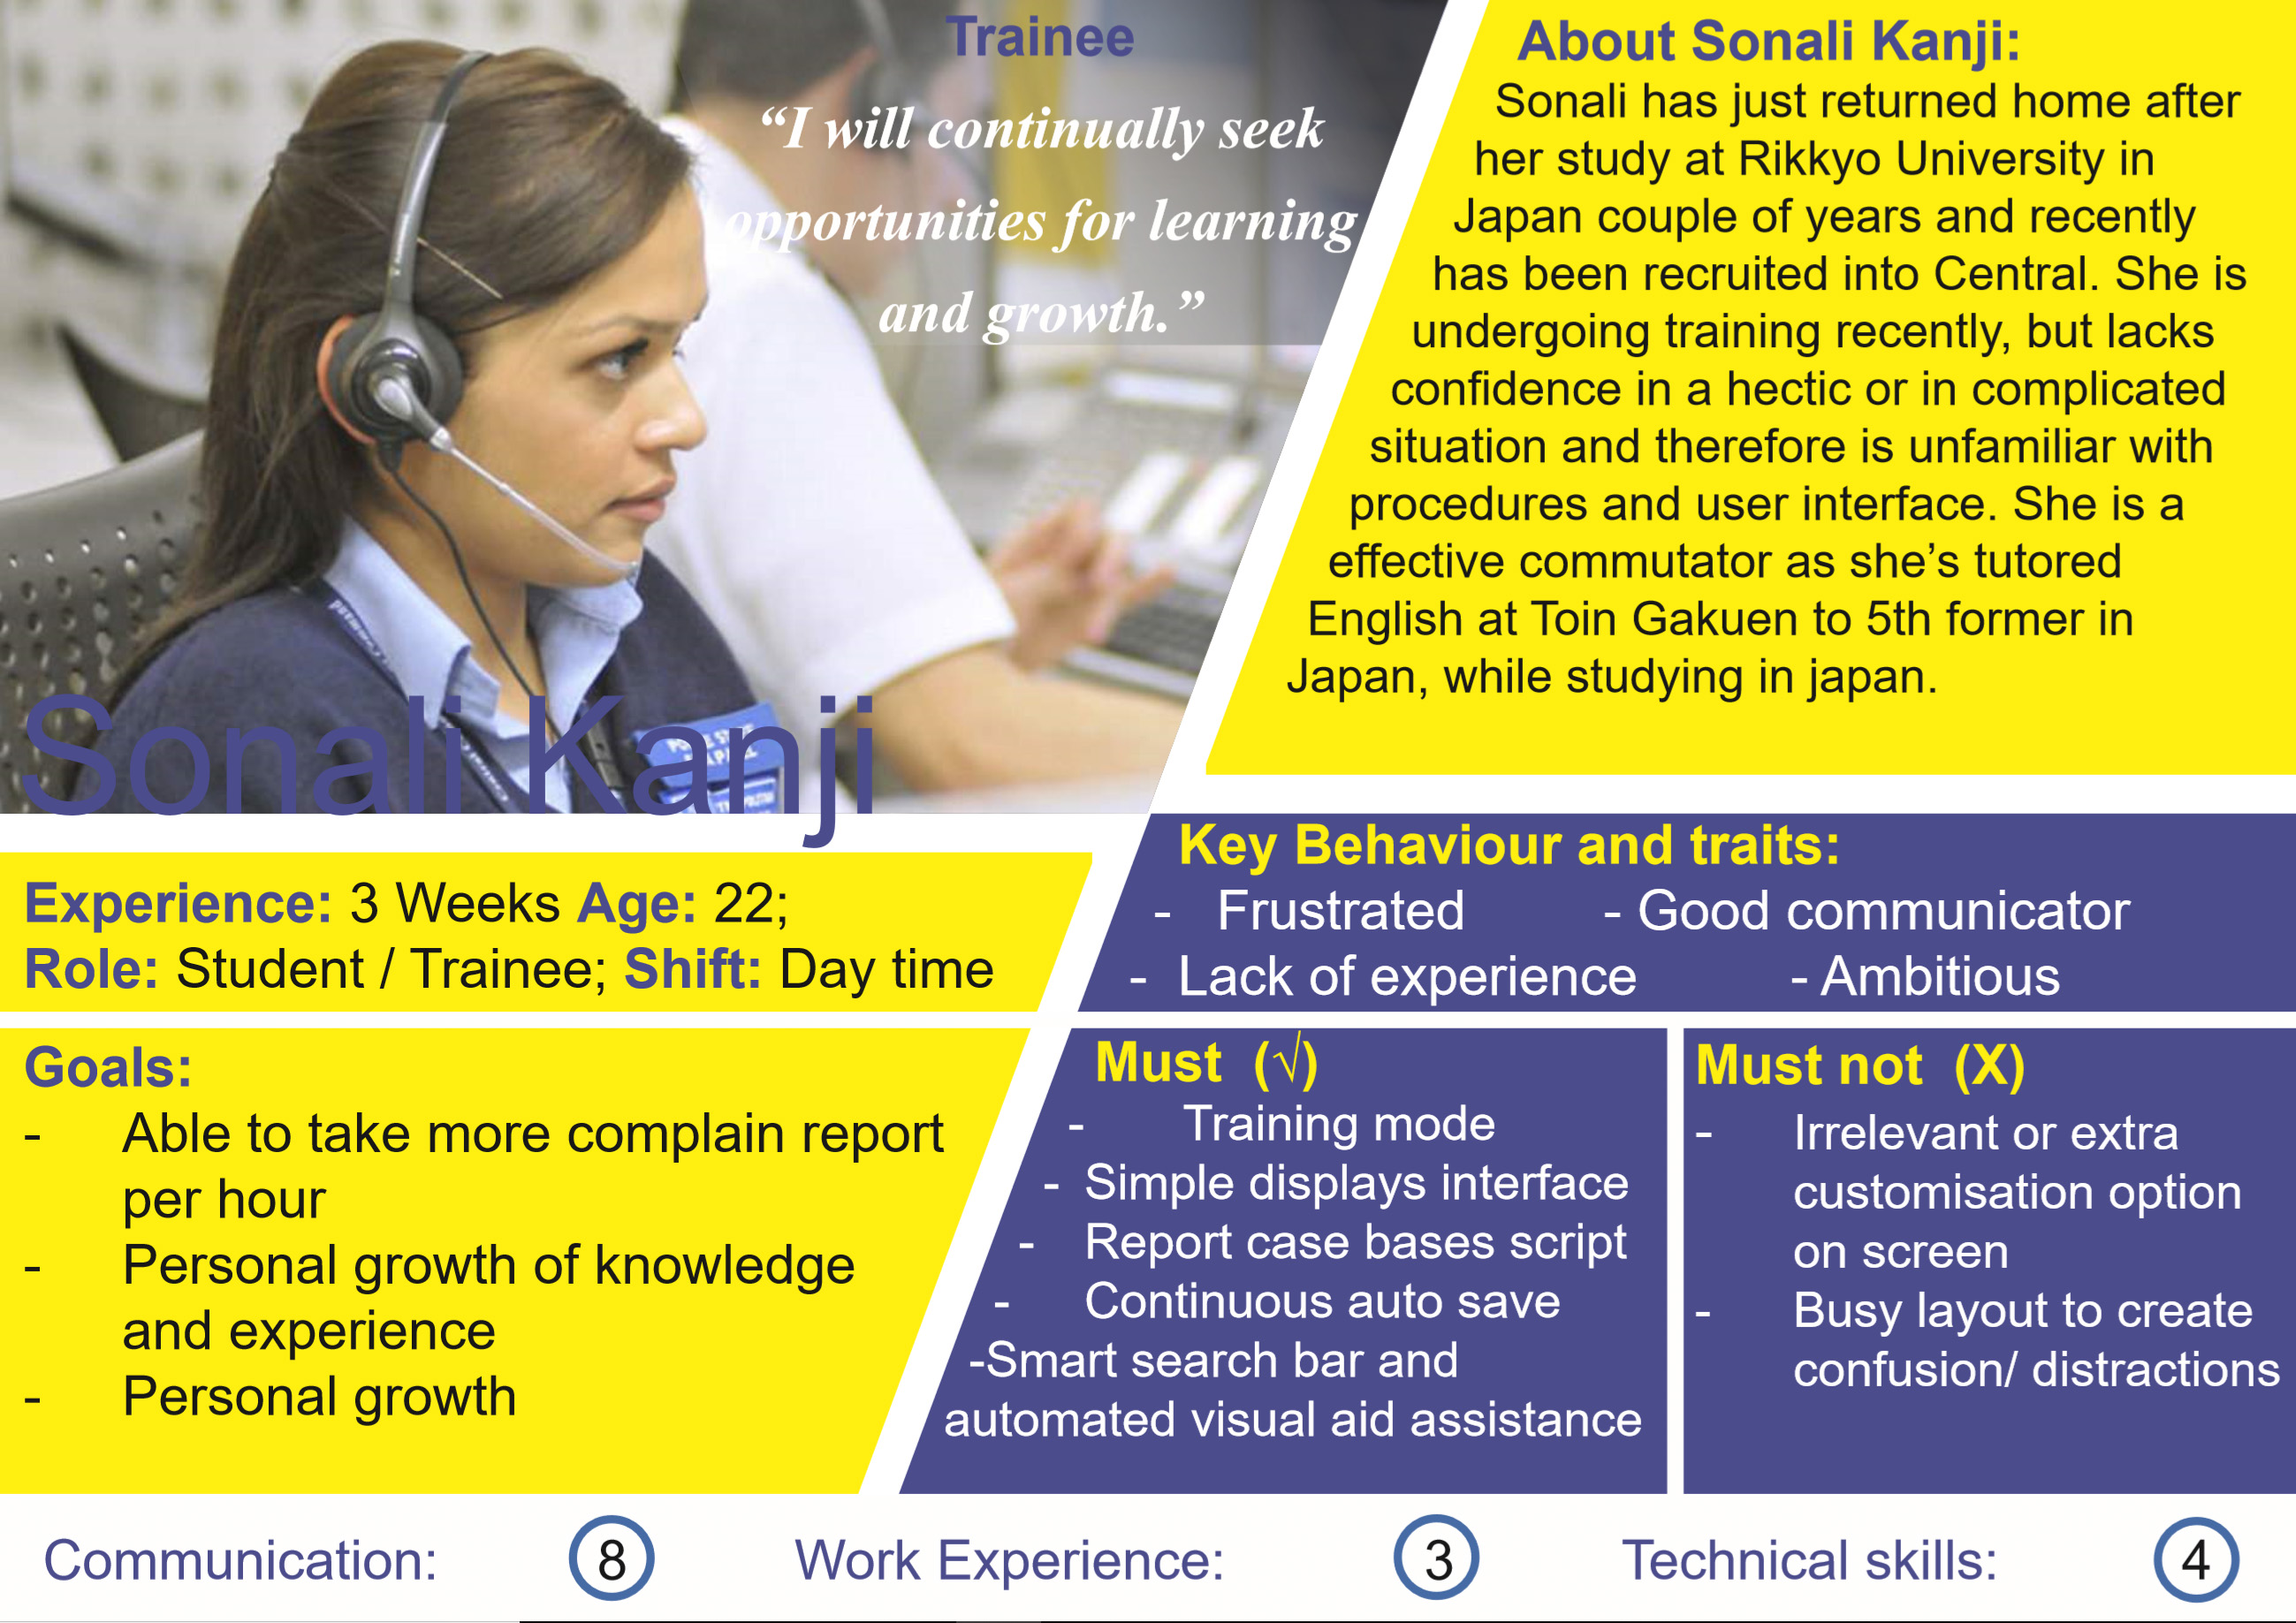 Trainee
“I will continually seek
opportunities for learning
and growth.”
Sonali Kanji
About Sonali Kanji:
Sonali has just returned home after
her study at Rikkyo University in
Japan couple of years and recently
has been recruited into Central. She is
undergoing training recently, but lacks
confidence in a hectic or in complicated
situation and therefore is unfamiliar with
procedures and user interface. She is a
effective commutator as she’s tutored
English at Toin Gakuen to 5th former in
Japan, while studying in japan.
Experience: 3 Weeks Age: 22;
Role: Student / Trainee; Shift: Day time
Key Behaviour and traits:
- Frustrated - Good communicator
- Lack of experience - Ambitious
Goals:
- Able to take more complain report
per hour
- Personal growth of knowledge
and experience
- Personal growth
Must (√)
- Training mode
- Simple displays interface
- Report case bases script
- Continuous auto save
-Smart search bar and
automated visual aid assistance
Must not (X)
- Irrelevant or extra
customisation option
on screen
- Busy layout to create
confusion/ distractions
Communication: 8 Work Experience: 3 Technical skills: 4